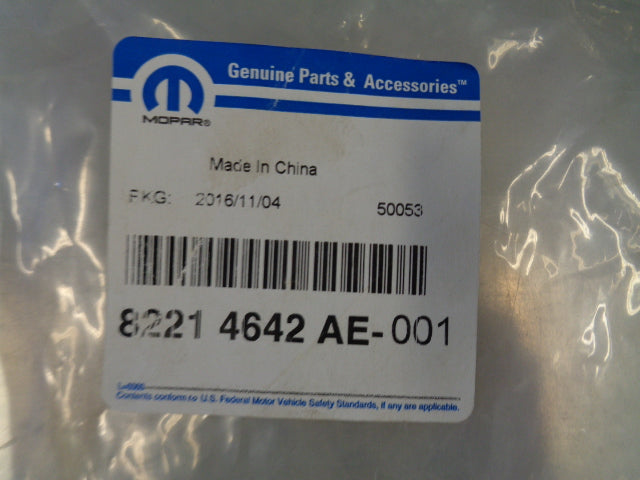 Genuine Parts & Accessories™
MOPAR®
Made In China
PKG: 2016/11/04 50053
8221 4642 AE-001
Contents conform to U.S. Federal Motor Vehicle Safety Standards, if any are applicable.